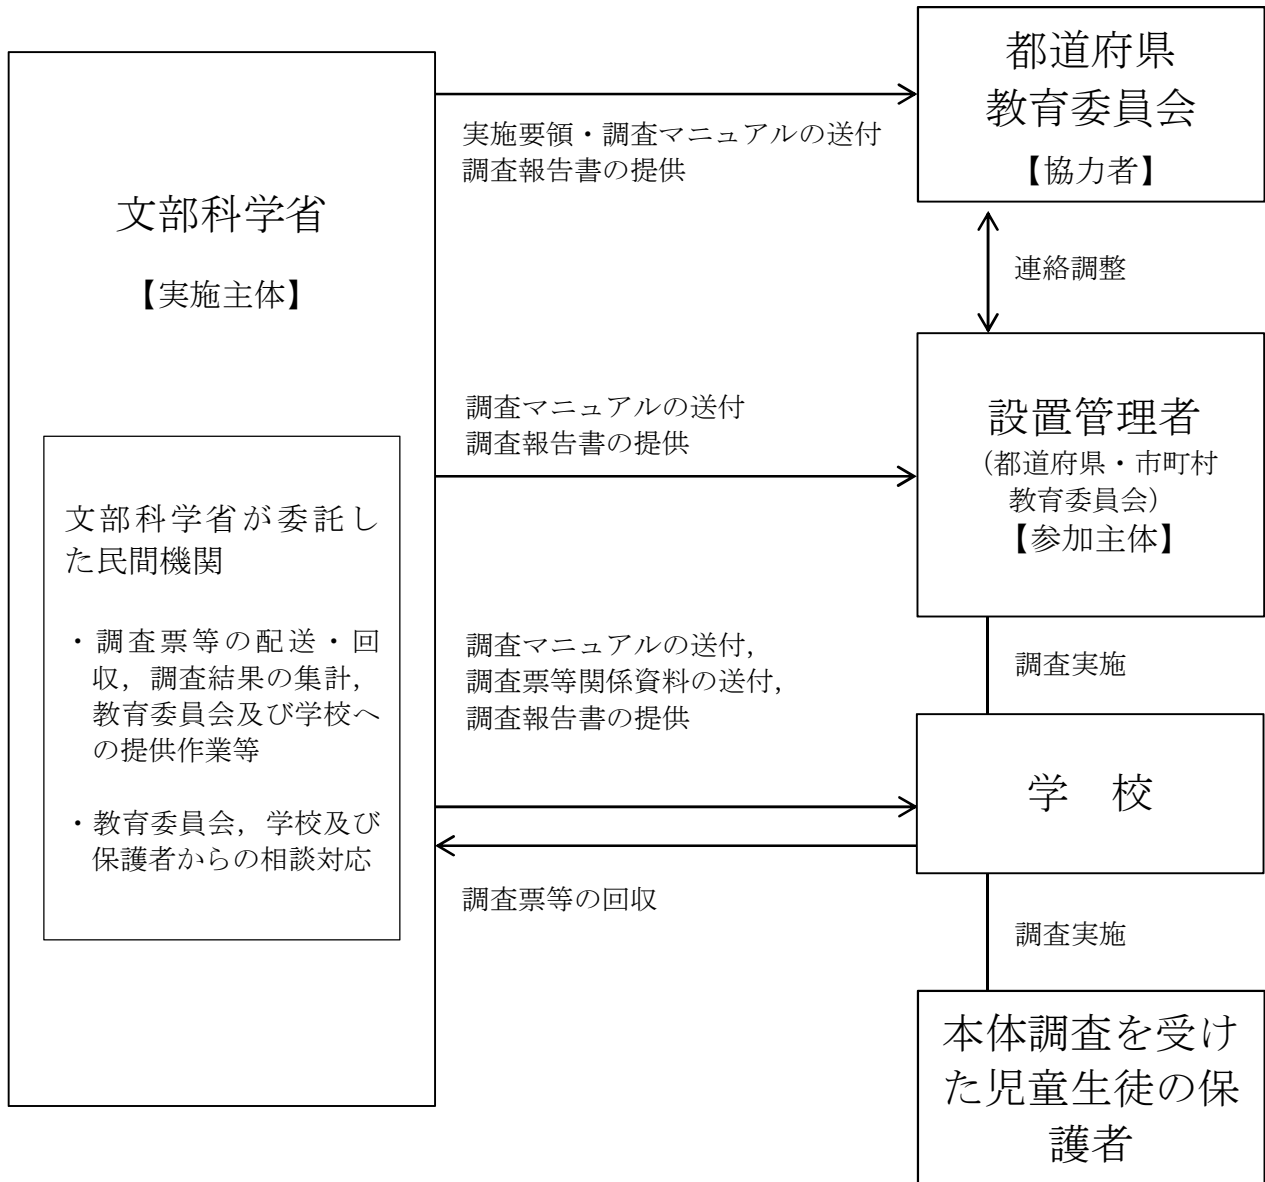 文部科学省
【実施主体】
文部科学省が委託し
た民間機関
・調査票等の配送・回
収，調査結果の集計，
教育委員会及び学校へ
の提供作業等
・教育委員会，学校及び
保護者からの相談対応
実施要領・調査マニュアルの送付
調査報告書の提供
調査マニュアルの送付
調査報告書の提供
調査マニュアルの送付，
調査票等関係資料の送付，
調査報告書の提供
調査票等の回収
都道府県
教育委員会
【協力者】
連絡調整
設置管理者
（都道府県・市町村
教育委員会）
【参加主体】
調査実施
学　校
調査実施
本体調査を受け
た児童生徒の保
護者